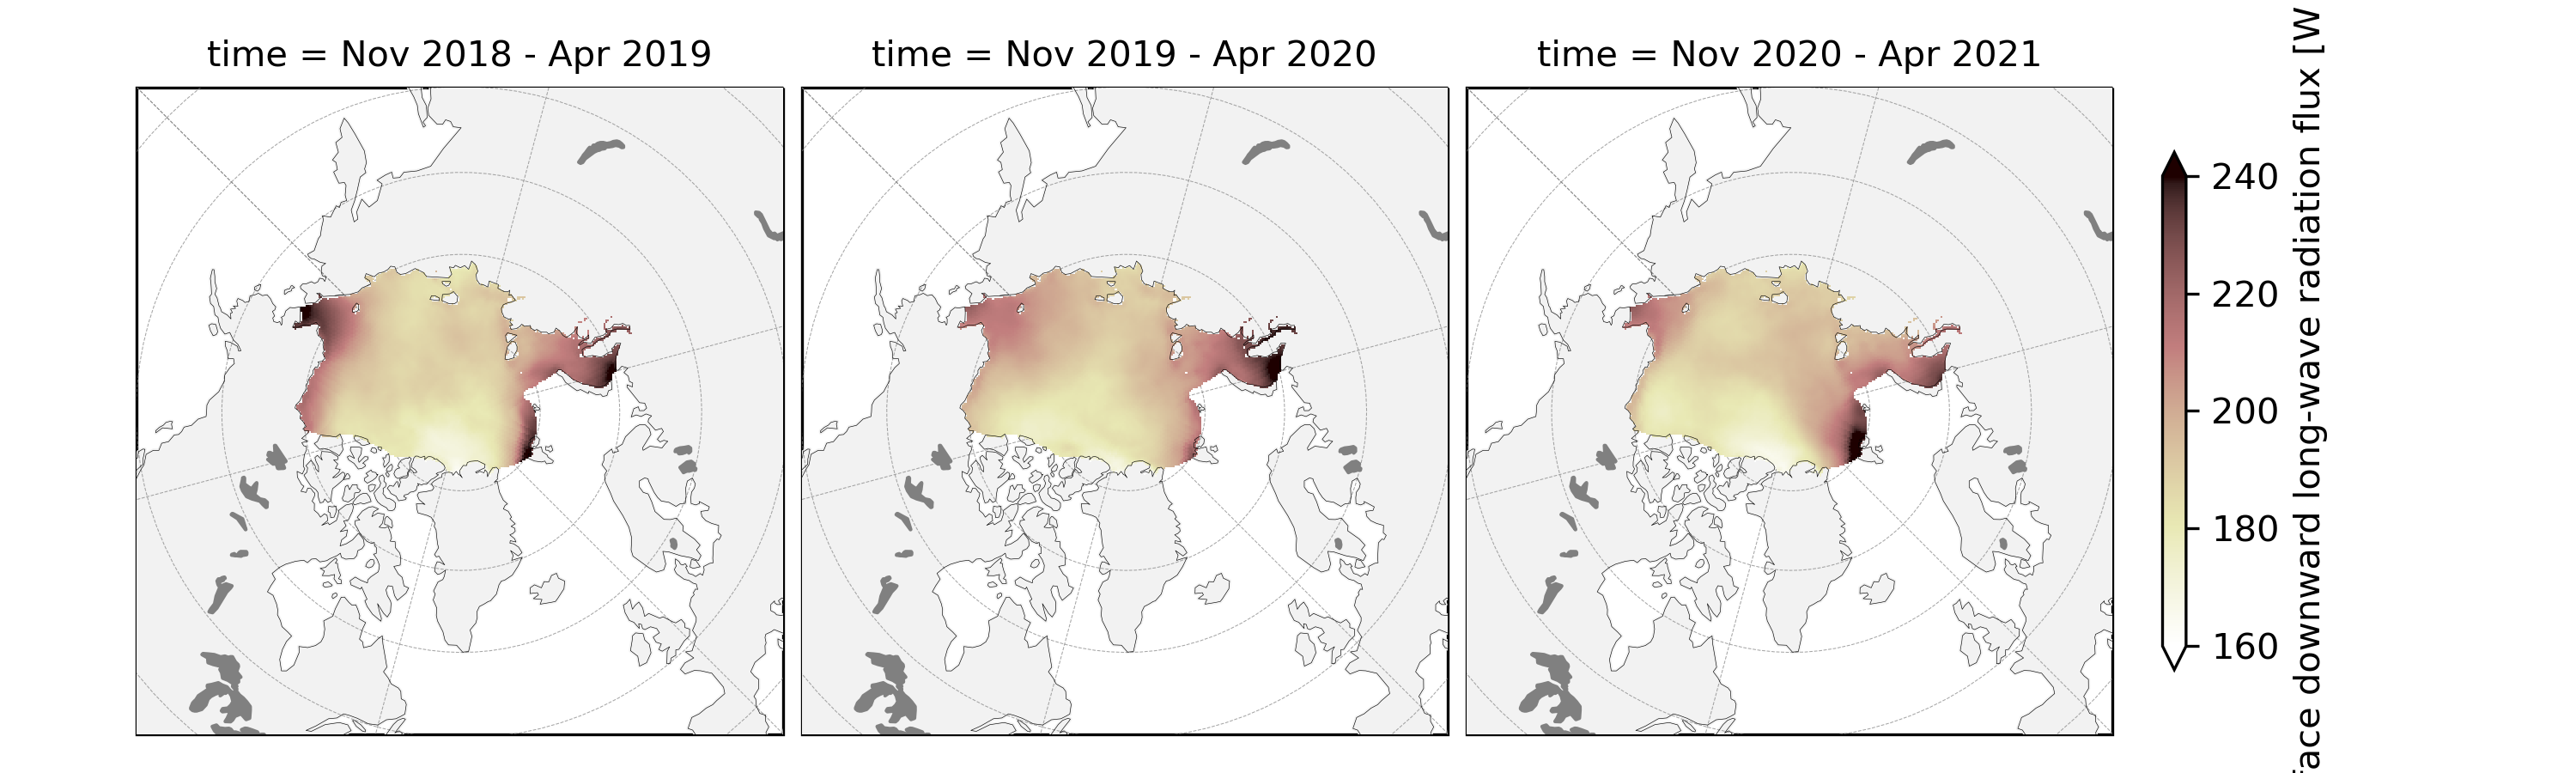 time = Nov 2018 - Apr 2019
time = Nov 2019 - Apr 2020
time = Nov 2020 - Apr 2021
240
220
200
180
160
face downward long-wave radiation flux [W